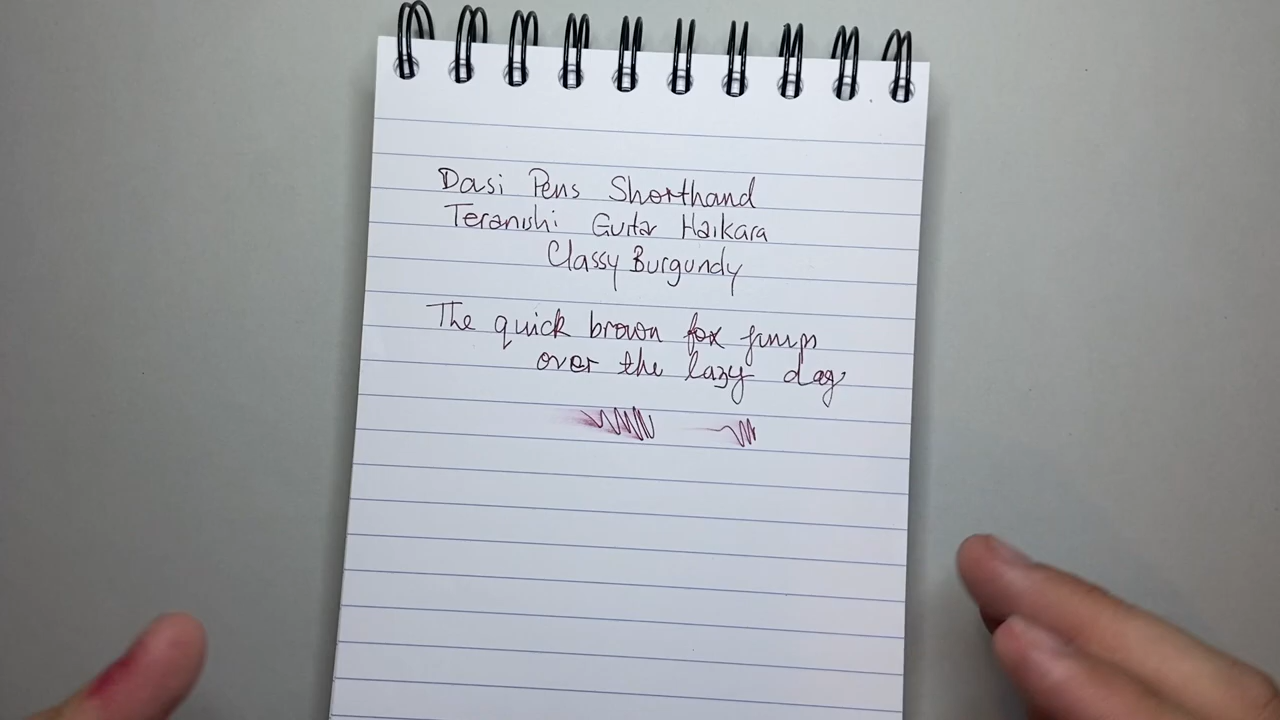 Dasi Pens Shorthand
Teranishi Guitar Haikara
Classy Burgundy
The quick brown fox jumps
over the lazy dog